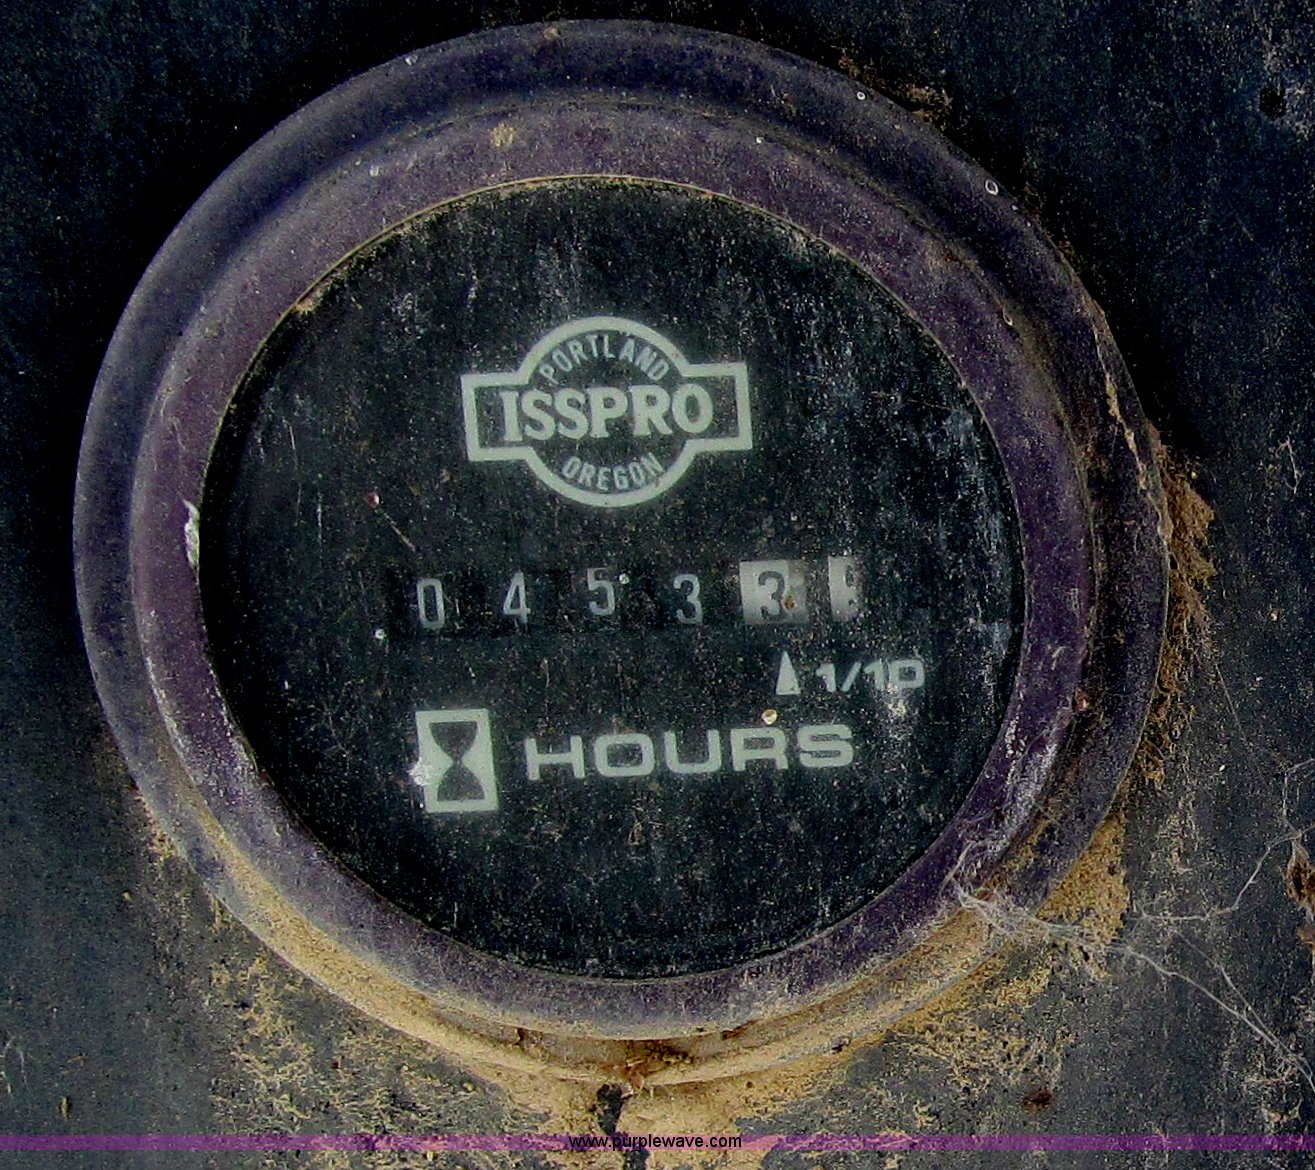 PORTLAND
ISSPRO
OREGON
0 4 5 3 3
1/10
HOURS
www.purplewave.com